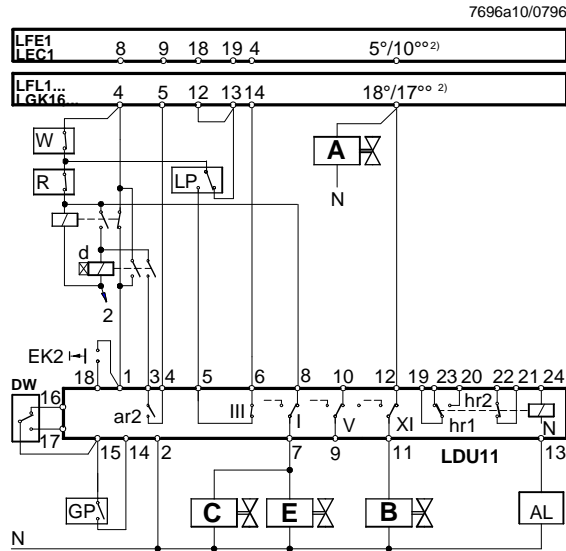 7696a10/0796
LFE1
LEC1
8 9 18 19 4 5°/10°° 2)
LFL1...
LGK16...
4 5 12 13 14 18°/17°° 2)
W
A
R
LP
N
d
2
EK2
DW
18 1 3 4 5 6 8 10 12 19 23 20 22 21 24
16
hr2
ar2 III I V XI N
17
hr1
15 14 2 7 9 11 LDU11 13
GP C E B AL
N